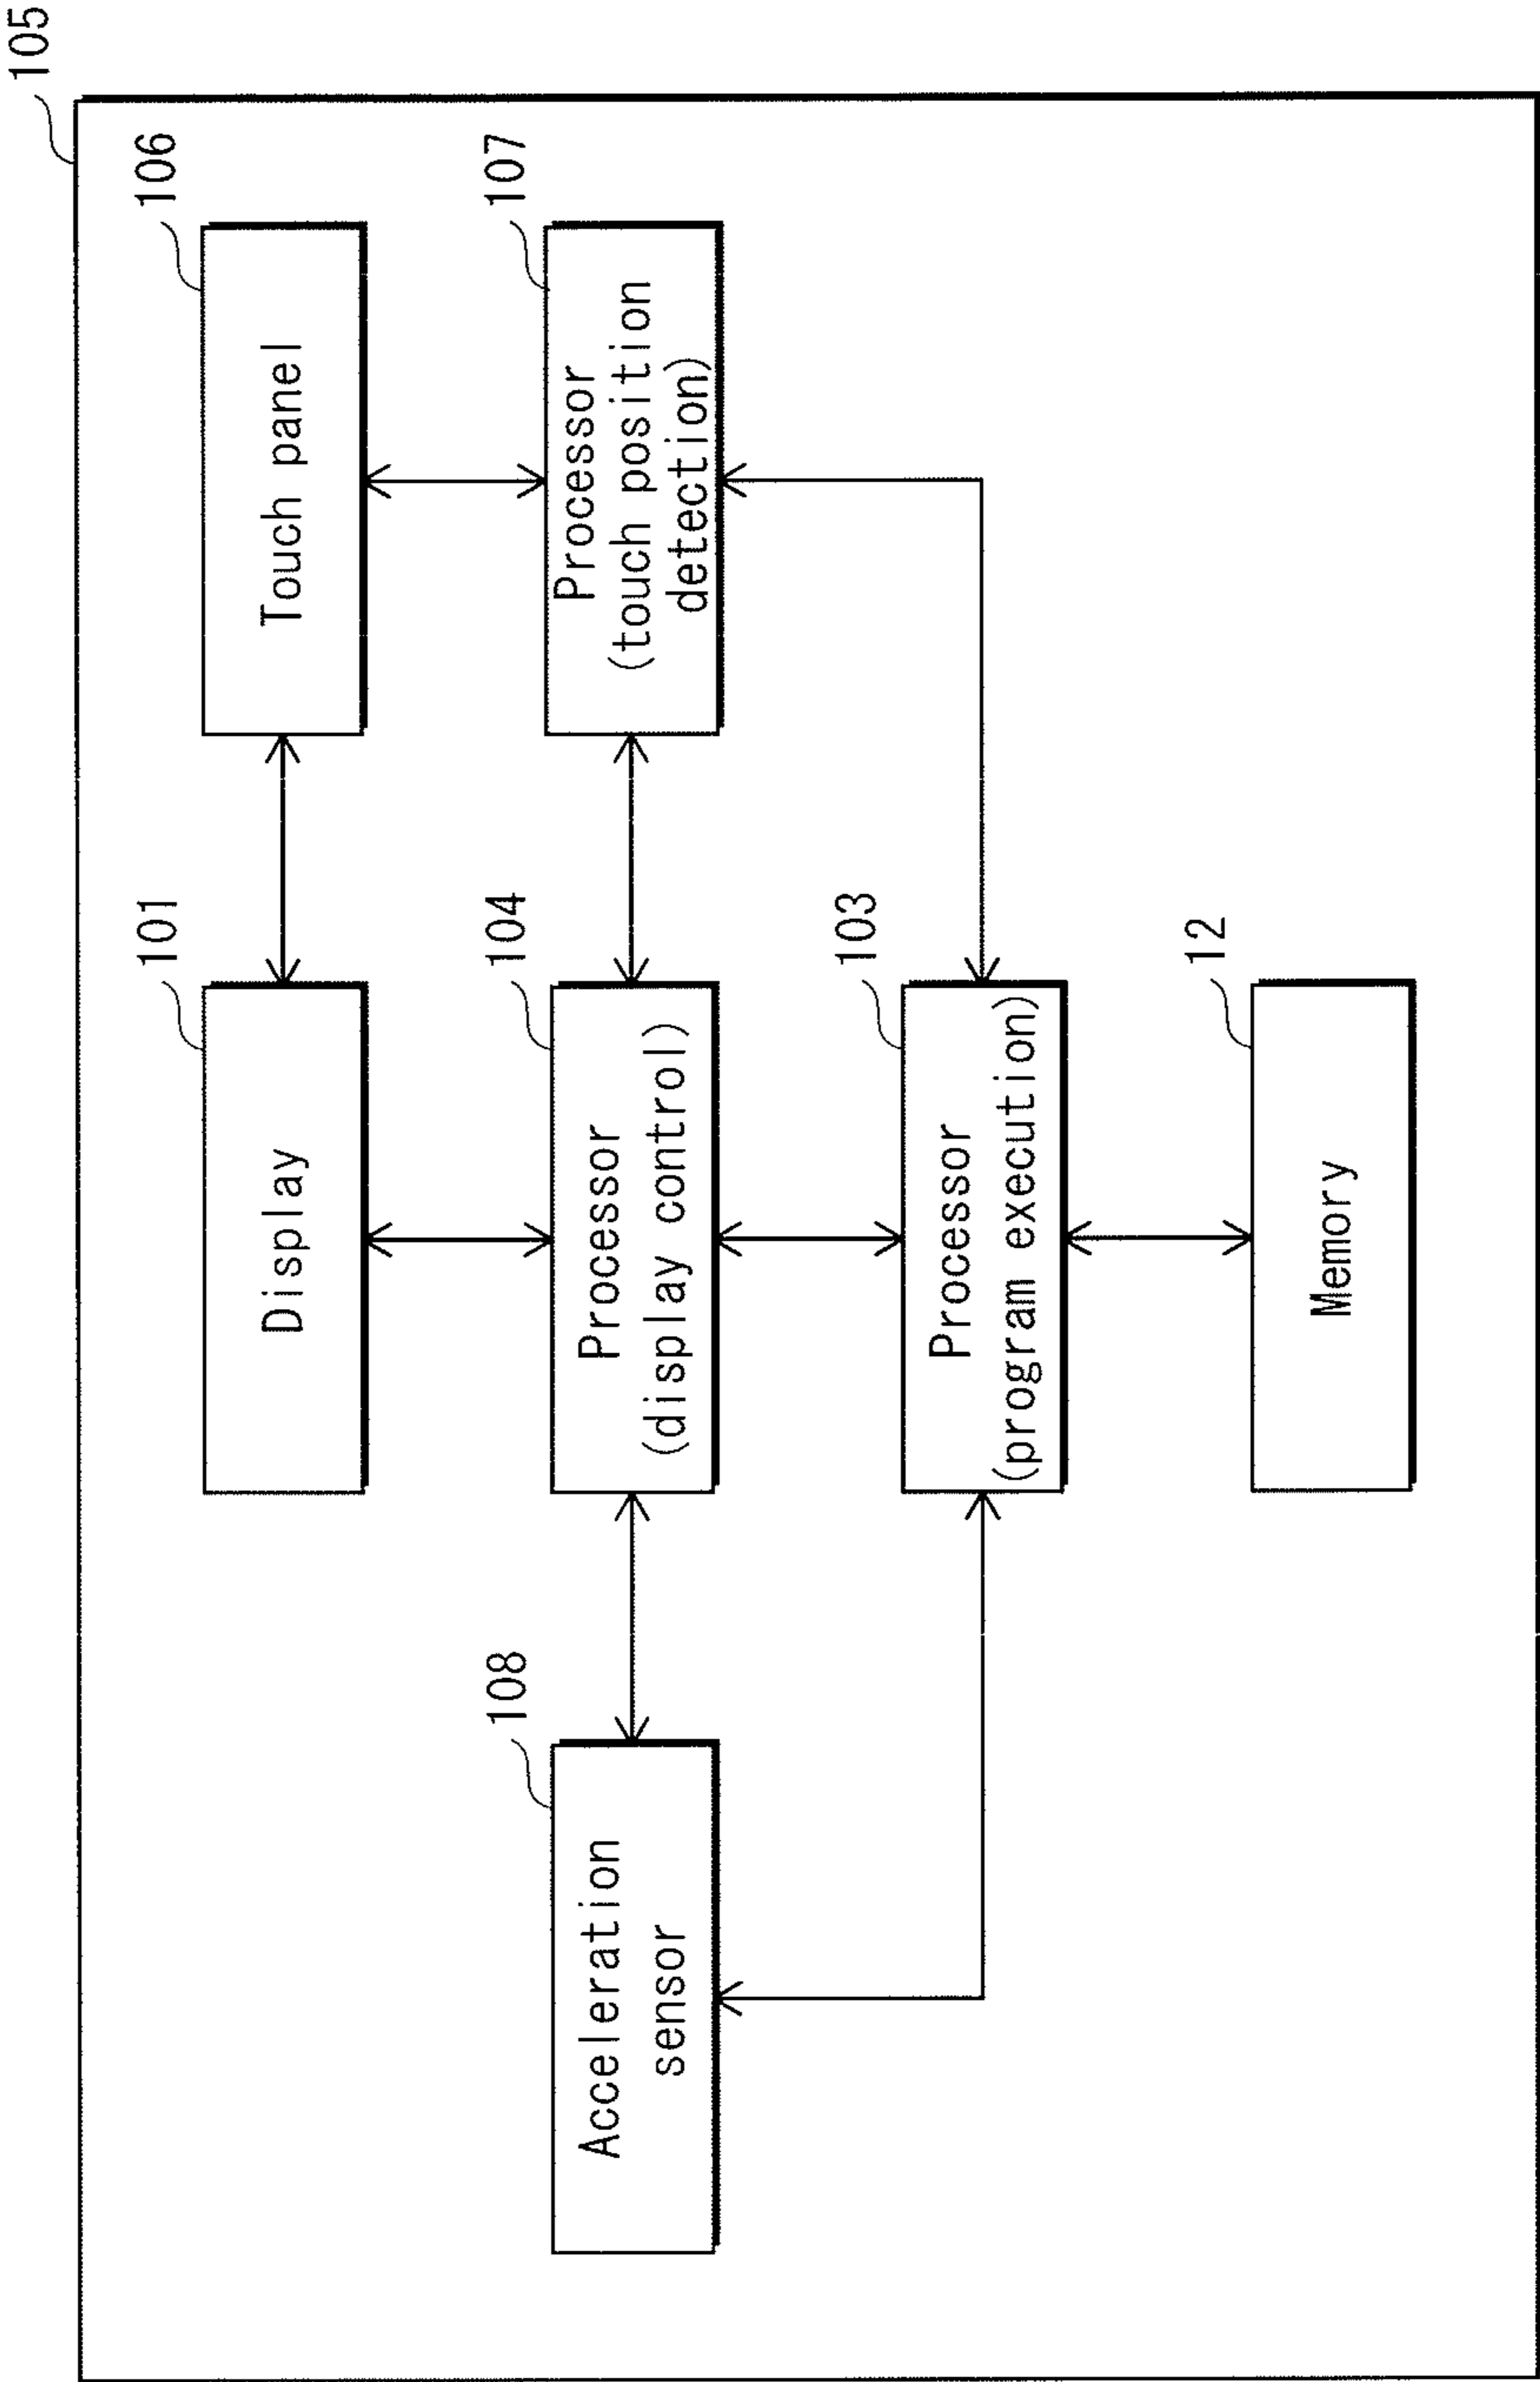 105
101
Display
106
Touch panel
108
Acceleration
sensor
104
Processor
(display control)
107
Processor
(touch position
detection)
103
Processor
(program execution)
12
Memory